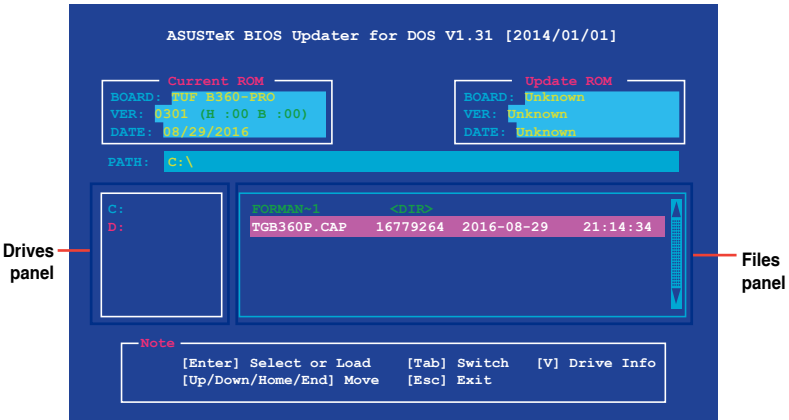 ASUSTeK BIOS Updater for DOS V1.31 [2014/01/01]
Current ROM
BOARD: TUF B360-PRO
VER: 0301 (H :00 B :00)
DATE: 08/29/2016
Update ROM
BOARD: Unknown
VER: Unknown
DATE: Unknown
PATH: C:\
C:
D:
FORMAN~1 <DIR>
TGB360P.CAP 16779264 2016-08-29 21:14:34
Drives
panel
Files
panel
Note
[Enter] Select or Load [Tab] Switch [V] Drive Info
[Up/Down/Home/End] Move [Esc] Exit